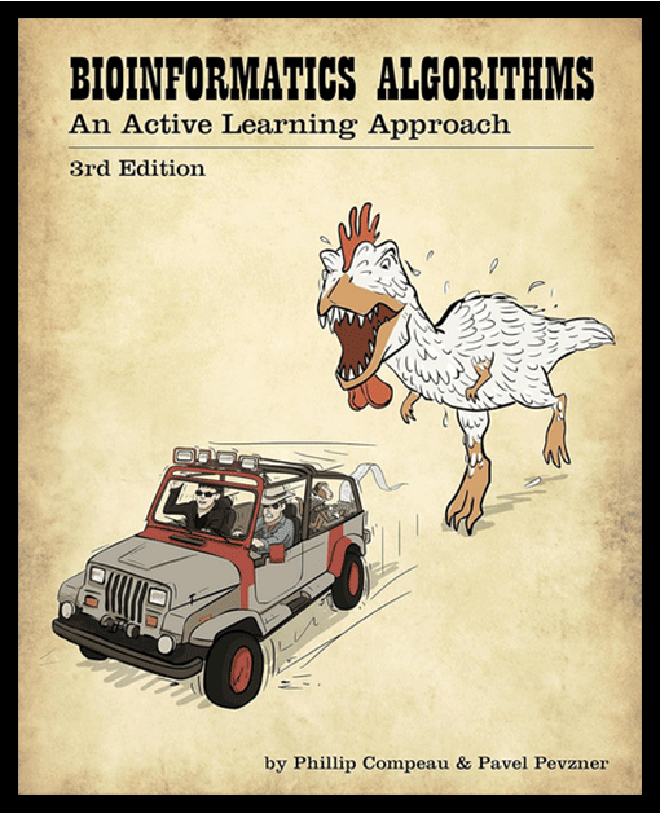 BIOINFORMATICS ALGORITHMS
An Active Learning Approach
3rd Edition
by Phillip Compeau & Pavel Pevzner